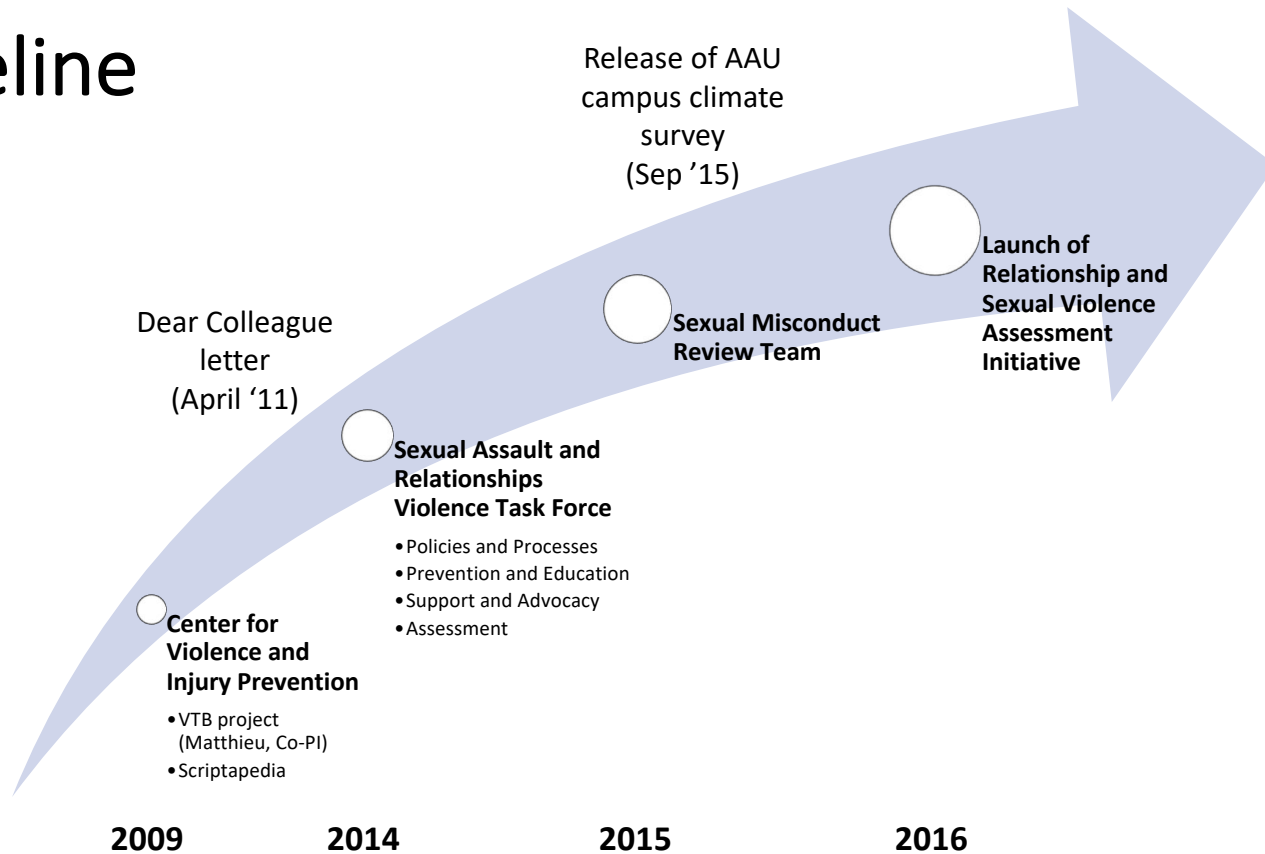 eline
Release of AAU
campus climate
survey
(Sep ’15)
Dear Colleague
letter
(April ‘11)
Launch of
Relationship and
Sexual Violence
Assessment
Initiative
Sexual Misconduct
Review Team
Sexual Assault and
Relationships
Violence Task Force
•Policies and Processes
•Prevention and Education
•Support and Advocacy
•Assessment
Center for
Violence and
Injury Prevention
•VTB project
(Matthieu, Co-PI)
•Scriptapedia
2009 2014 2015 2016